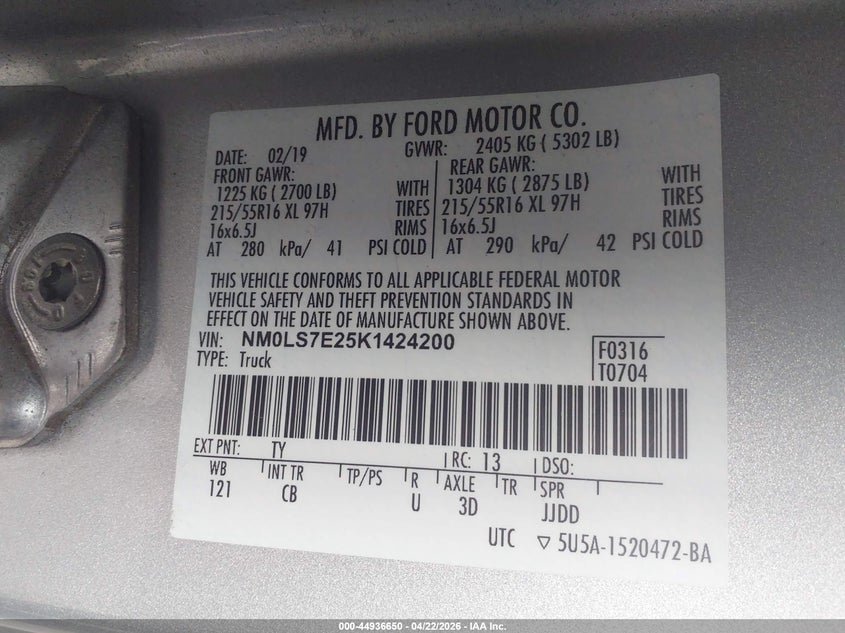 MFD. BY FORD MOTOR CO.
DATE: 02/19 GVWR: 2405 KG ( 5302 LB)
FRONT GAWR: REAR GAWR:
1225 KG ( 2700 LB) WITH 1304 KG ( 2875 LB) WITH
215/55R16 XL 97H TIRES 215/55R16 XL 97H TIRES
16x6.5J RIMS 16x6.5J RIMS
AT 280 kPa/ 41 PSI COLD AT 290 kPa/ 42 PSI COLD
THIS VEHICLE CONFORMS TO ALL APPLICABLE FEDERAL MOTOR
VEHICLE SAFETY AND THEFT PREVENTION STANDARDS IN
EFFECT ON THE DATE OF MANUFACTURE SHOWN ABOVE.
VIN: NM0LS7E25K1424200
TYPE: Truck
F0316
T0704
EXT PNT: TY RC: 13 DSO:
WB INT TR TP/PS R AXLE TR SPR
121 CB U 3D JJDD
UTC ▽ 5U5A-1520472-BA
000-44936650 - 04/22/2026 - IAA Inc.